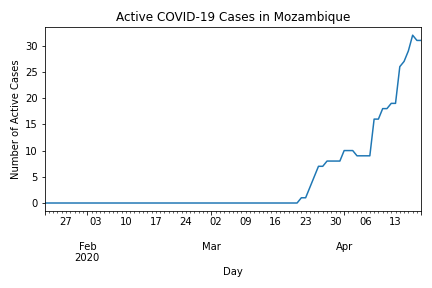 Active COVID-19 Cases in Mozambique
30
25
20
15
10
5
0
Number of Active Cases
27 03 10 17 24 02 09 16 23 30 06 13
Feb Mar Apr
2020
Day